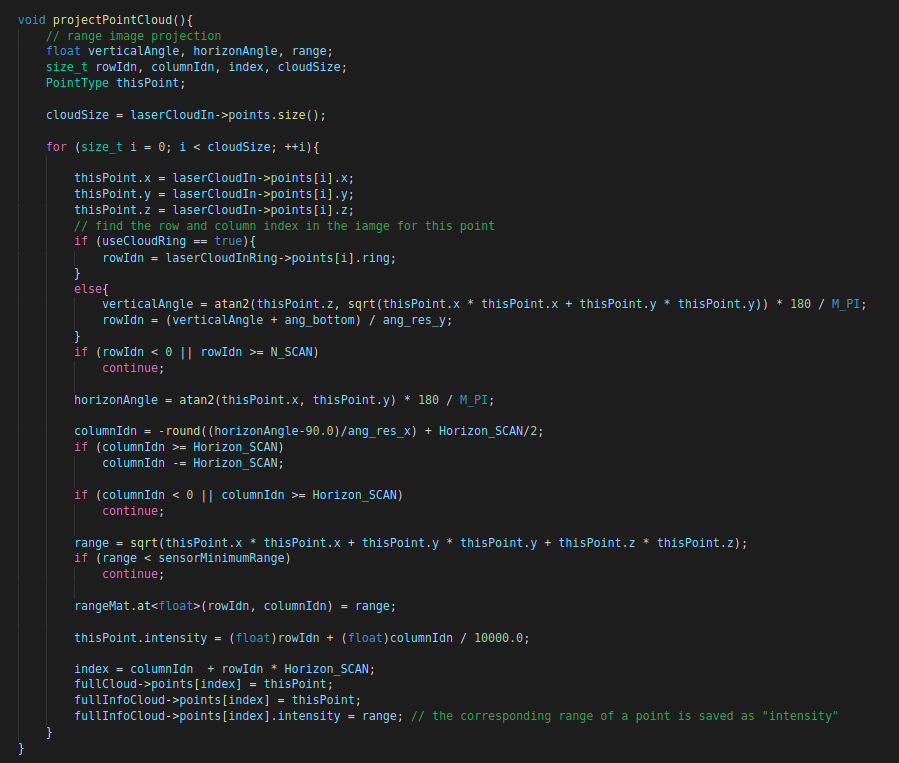 void projectPointCloud(){
// range image projection
float verticalAngle, horizonAngle, range;
size_t rowIdn, columnIdn, index, cloudSize;
PointType thisPoint;
cloudSize = laserCloudIn->points.size();
for (size_t i = 0; i < cloudSize; ++i){
thisPoint.x = laserCloudIn->points[i].x;
thisPoint.y = laserCloudIn->points[i].y;
thisPoint.z = laserCloudIn->points[i].z;
// find the row and column index in the iamge for this point
if (useCloudRing == true){
rowIdn = laserCloudInRing->points[i].ring;
}
else{
verticalAngle = atan2(thisPoint.z, sqrt(thisPoint.x * thisPoint.x + thisPoint.y * thisPoint.y)) * 180 / M_PI;
rowIdn = (verticalAngle + ang_bottom) / ang_res_y;
}
if (rowIdn < 0 || rowIdn >= N_SCAN)
continue;
horizonAngle = atan2(thisPoint.x, thisPoint.y) * 180 / M_PI;
columnIdn = -round((horizonAngle-90.0)/ang_res_x) + Horizon_SCAN/2;
if (columnIdn >= Horizon_SCAN)
columnIdn -= Horizon_SCAN;
if (columnIdn < 0 || columnIdn >= Horizon_SCAN)
continue;
range = sqrt(thisPoint.x * thisPoint.x + thisPoint.y * thisPoint.y + thisPoint.z * thisPoint.z);
if (range < sensorMinimumRange)
continue;
rangeMat.at<float>(rowIdn, columnIdn) = range;
thisPoint.intensity = (float)rowIdn + (float)columnIdn / 10000.0;
index = columnIdn  + rowIdn * Horizon_SCAN;
fullCloud->points[index] = thisPoint;
fullInfoCloud->points[index] = thisPoint;
fullInfoCloud->points[index].intensity = range; // the corresponding range of a point is saved as "intensity"
}
}